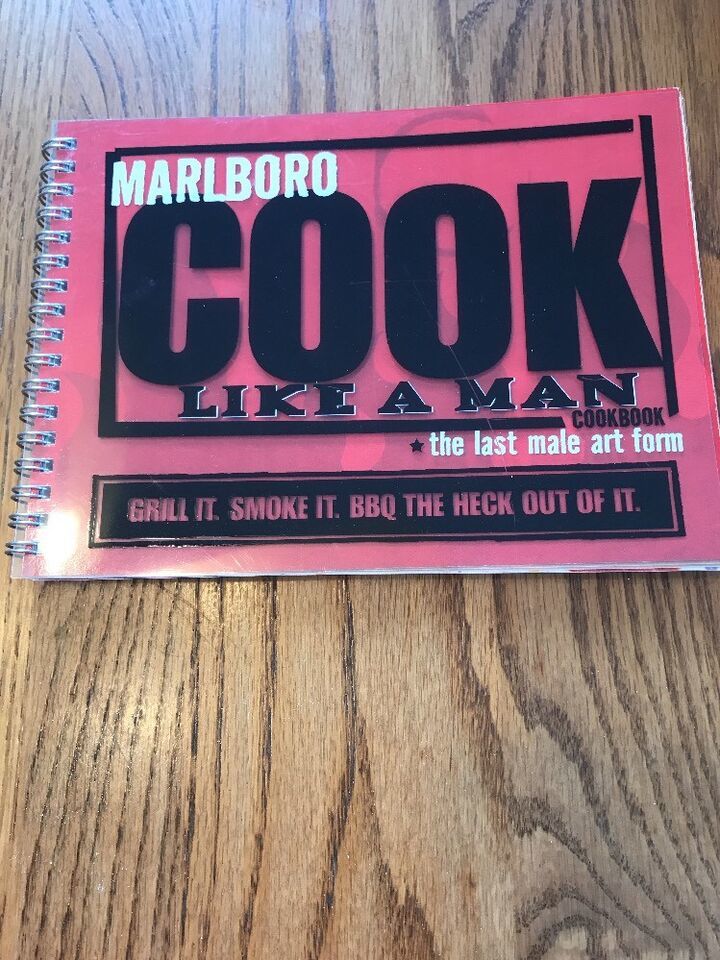 MARLBORO
COOK
LIKE A MAN
COOKBOOK
the last male art form
GRILL IT. SMOKE IT. BBQ THE HECK OUT OF IT.